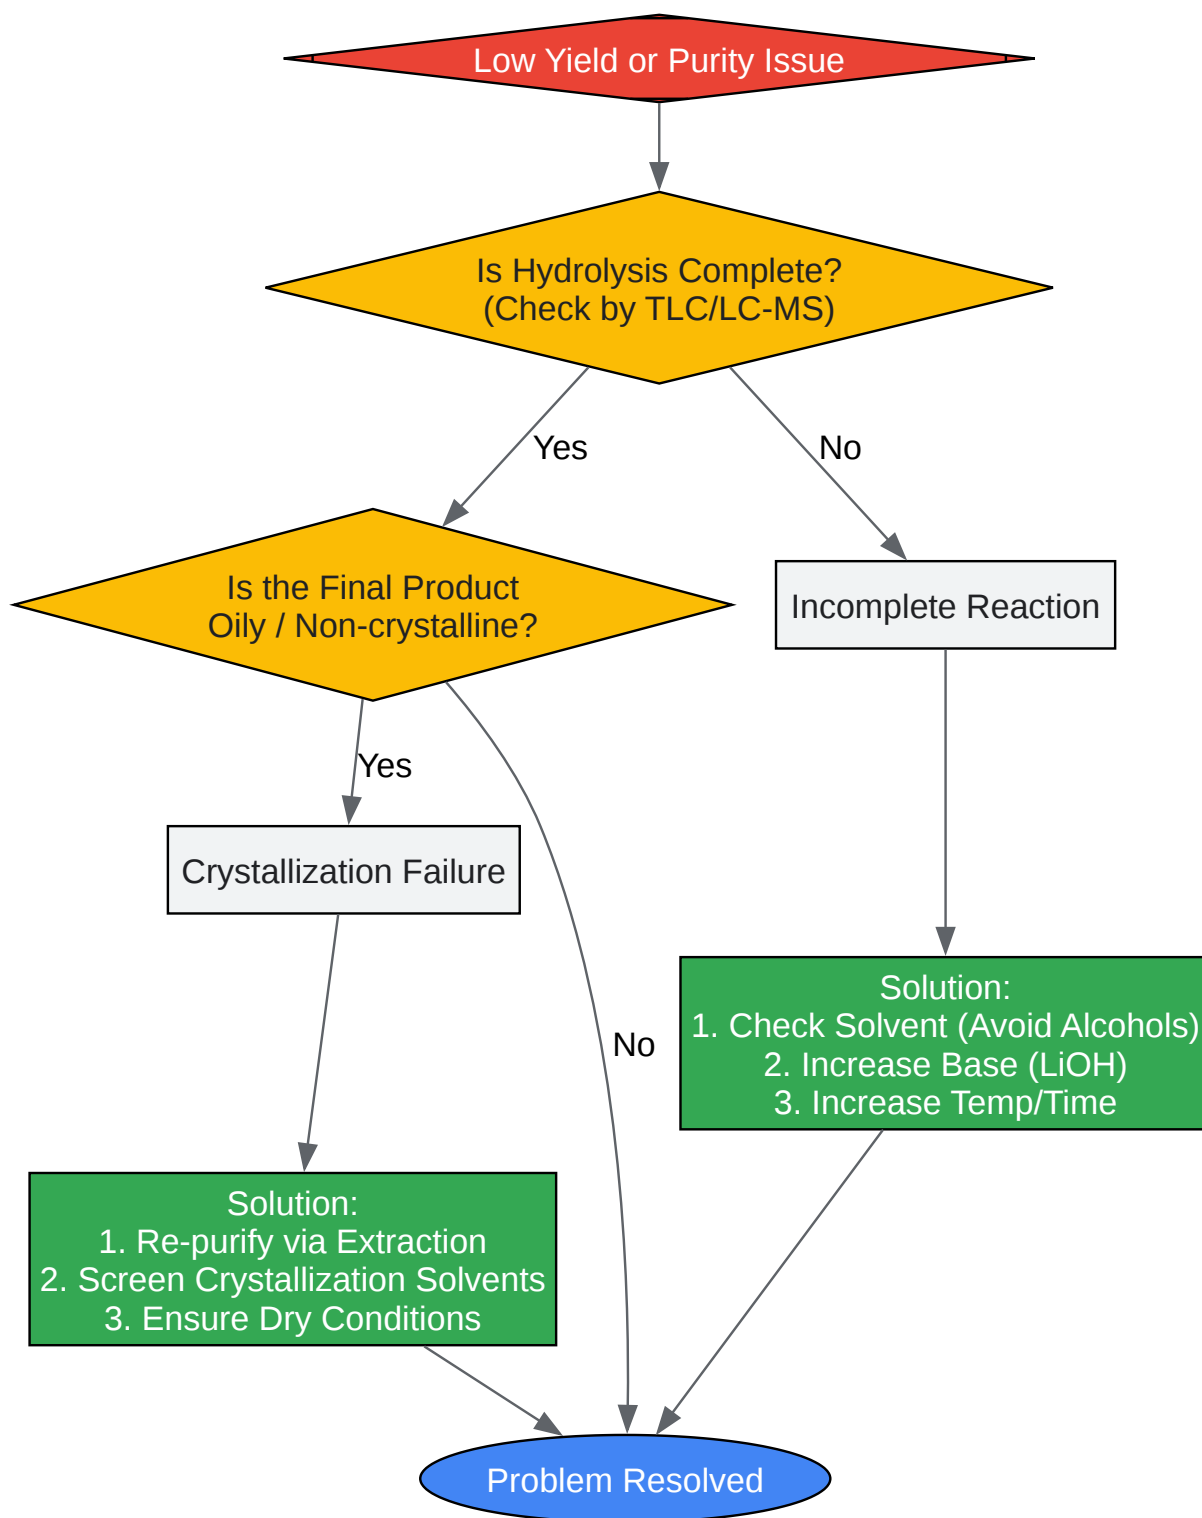 Low Yield or Purity Issue
Is Hydrolysis Complete?
(Check by TLC/LC-MS)
Yes
No
Is the Final Product
Oily / Non-crystalline?
Incomplete Reaction
Yes
Crystallization Failure
No
Solution:
1. Check Solvent (Avoid Alcohols)
2. Increase Base (LiOH)
3. Increase Temp/Time
Solution:
1. Re-purify via Extraction
2. Screen Crystallization Solvents
3. Ensure Dry Conditions
Problem Resolved